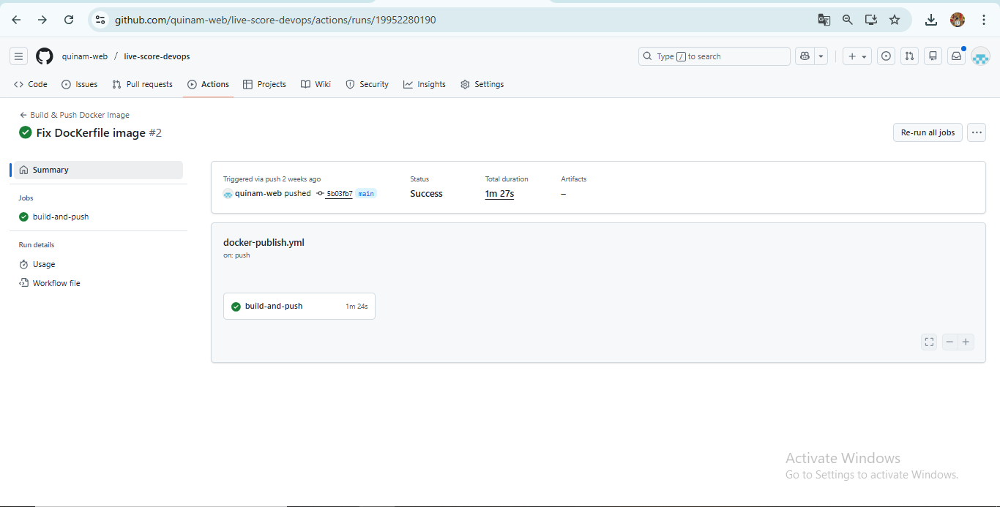 github.com/quinam-web/live-score-devops/actions/runs/19952280190
quinam-web / live-score-devops
Type / to search
Code Issues Pull requests Actions Projects Wiki Security Insights Settings
Build & Push Docker Image
Fix DocKerfile image #2
Re-run all jobs
Summary
Jobs
build-and-push
Run details
Usage
Workflow file
Triggered via push 2 weeks ago
quinam-web pushed 5b03fb7 main
Status
Success
Total duration
1m 27s
Artifacts
–
docker-publish.yml
on: push
build-and-push 1m 24s
Activate Windows
Go to Settings to activate Windows.